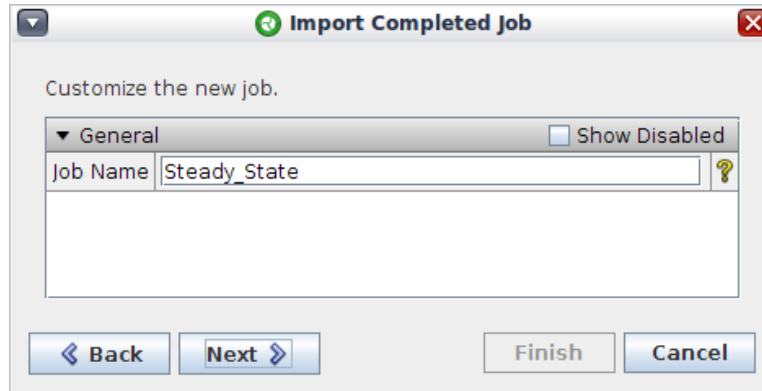 Import Completed Job
Customize the new job.
General
Show Disabled
Job Name Steady_State ?
Back Next Finish Cancel